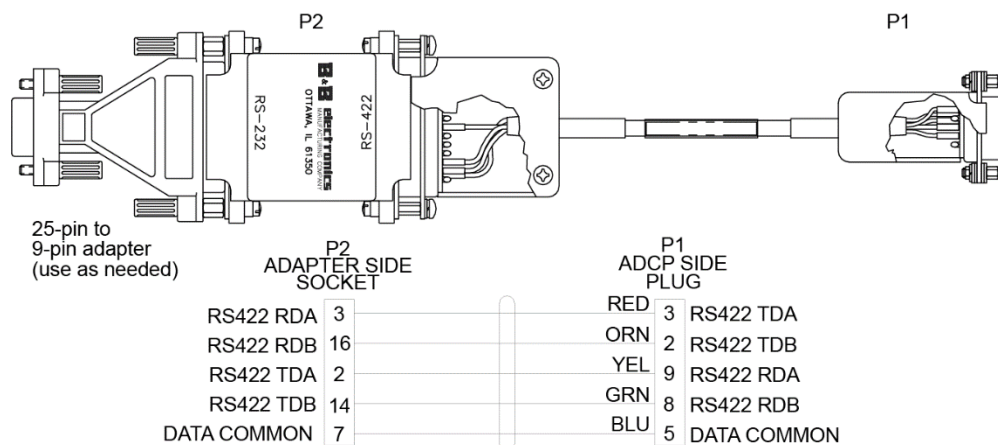 P2
P1
RS-232
B&B electronics
MANUFACTURING COMPANY
OTTAWA, IL 61350
RS-422
25-pin to
9-pin adapter
(use as needed)
P2
ADAPTER SIDE
SOCKET
P1
ADCP SIDE
PLUG
RS422 RDA 3 RED 3 RS422 TDA
RS422 RDB 16 ORN 2 RS422 TDB
RS422 TDA 2 YEL 9 RS422 RDA
RS422 TDB 14 GRN 8 RS422 RDB
DATA COMMON 7 BLU 5 DATA COMMON